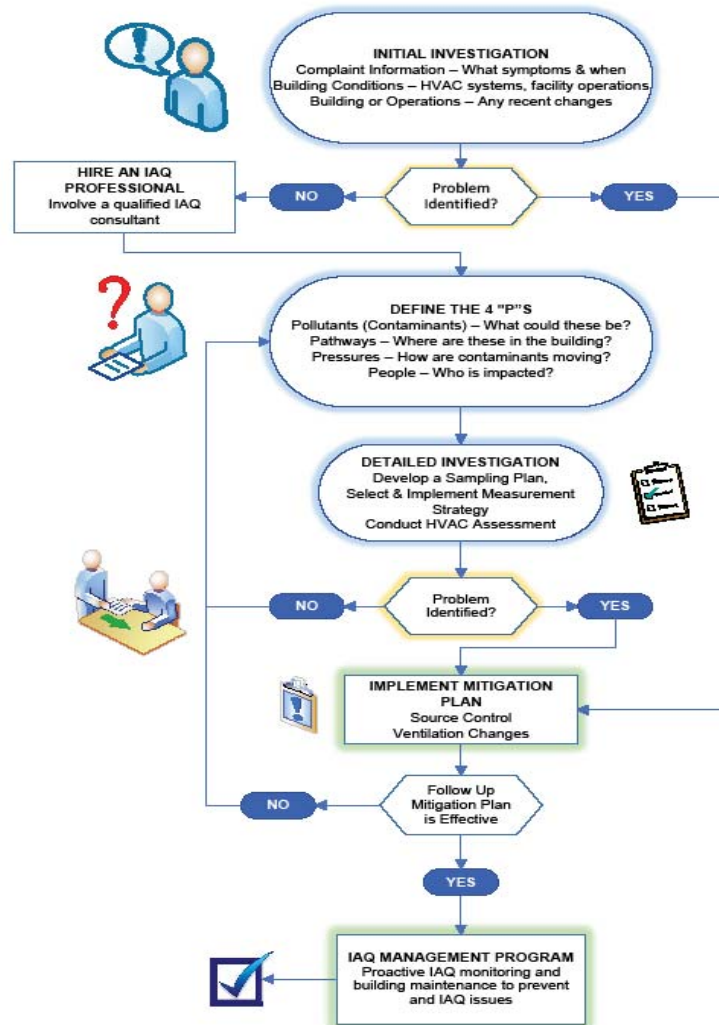 INITIAL INVESTIGATION
Complaint Information – What symptoms & when
Building Conditions – HVAC systems, facility operations
Building or Operations – Any recent changes
HIRE AN IAQ
PROFESSIONAL
Involve a qualified IAQ
consultant
NO
Problem
Identified?
YES
DEFINE THE 4 "P"S
Pollutants (Contaminants) – What could these be?
Pathways – Where are these in the building?
Pressures – How are contaminants moving?
People – Who is impacted?
DETAILED INVESTIGATION
Develop a Sampling Plan,
Select & Implement Measurement
Strategy
Conduct HVAC Assessment
NO
Problem
Identified?
YES
IMPLEMENT MITIGATION
PLAN
Source Control
Ventilation Changes
NO
Follow Up
Mitigation Plan
is Effective
YES
IAQ MANAGEMENT PROGRAM
Proactive IAQ monitoring and
building maintenance to prevent
and IAQ issues